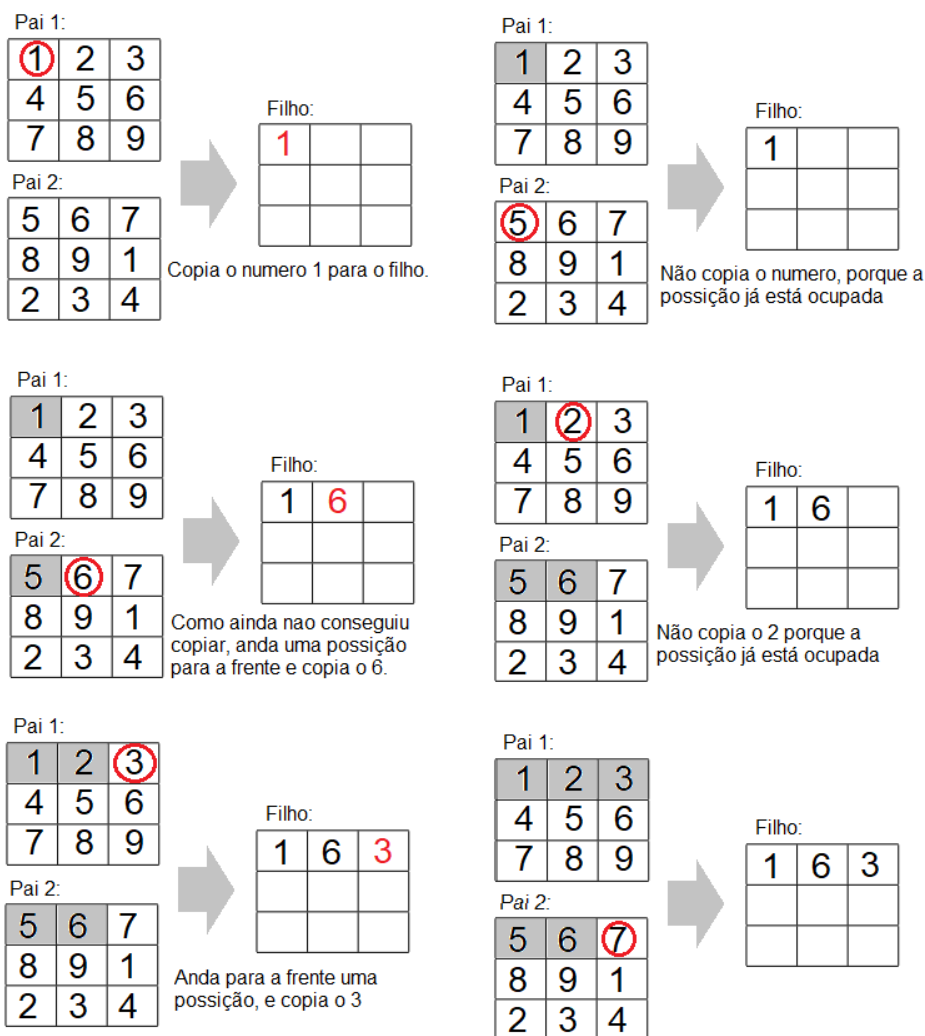 Pai 1:
1 2 3
4 5 6
7 8 9
Pai 2:
5 6 7
8 9 1
2 3 4
Filho:
1
Copia o numero 1 para o filho.
Pai 1:
1 2 3
4 5 6
7 8 9
Pai 2:
5 6 7
8 9 1
2 3 4
Filho:
1
Não copia o numero, porque a
possição já está ocupada
Pai 1:
1 2 3
4 5 6
7 8 9
Pai 2:
5 6 7
8 9 1
2 3 4
Filho:
1 6
Como ainda nao conseguiu
copiar, anda uma possição
para a frente e copia o 6.
Pai 1:
1 2 3
4 5 6
7 8 9
Pai 2:
5 6 7
8 9 1
2 3 4
Filho:
1 6
Não copia o 2 porque a
possição já está ocupada
Pai 1:
1 2 3
4 5 6
7 8 9
Pai 2:
5 6 7
8 9 1
2 3 4
Filho:
1 6 3
Anda para a frente uma
possição, e copia o 3
Pai 1:
1 2 3
4 5 6
7 8 9
Pai 2:
5 6 7
8 9 1
2 3 4
Filho:
1 6 3